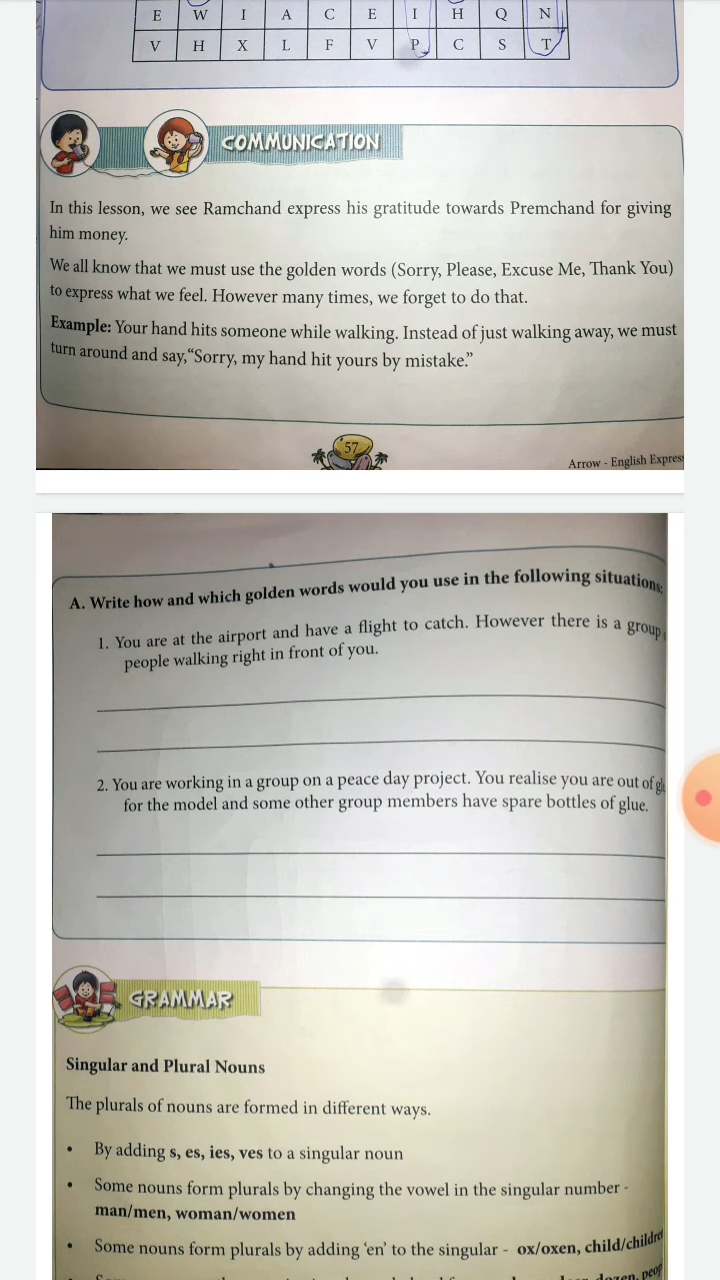 E W I A C E I H Q N
V H X L F V P C S T
COMMUNICATION
In this lesson, we see Ramchand express his gratitude towards Premchand for giving
him money.
We all know that we must use the golden words (Sorry, Please, Excuse Me, Thank You)
to express what we feel. However many times, we forget to do that.
Example: Your hand hits someone while walking. Instead of just walking away, we must
turn around and say,“Sorry, my hand hit yours by mistake.”
57
Arrow - English Express
A. Write how and which golden words would you use in the following situations:
1. You are at the airport and have a flight to catch. However there is a group
people walking right in front of you.
2. You are working in a group on a peace day project. You realise you are out of
for the model and some other group members have spare bottles of glue.
GRAMMAR
Singular and Plural Nouns
The plurals of nouns are formed in different ways.
• By adding s, es, ies, ves to a singular noun
• Some nouns form plurals by changing the vowel in the singular number -
man/men, woman/women
• Some nouns form plurals by adding ‘en’ to the singular - ox/oxen,